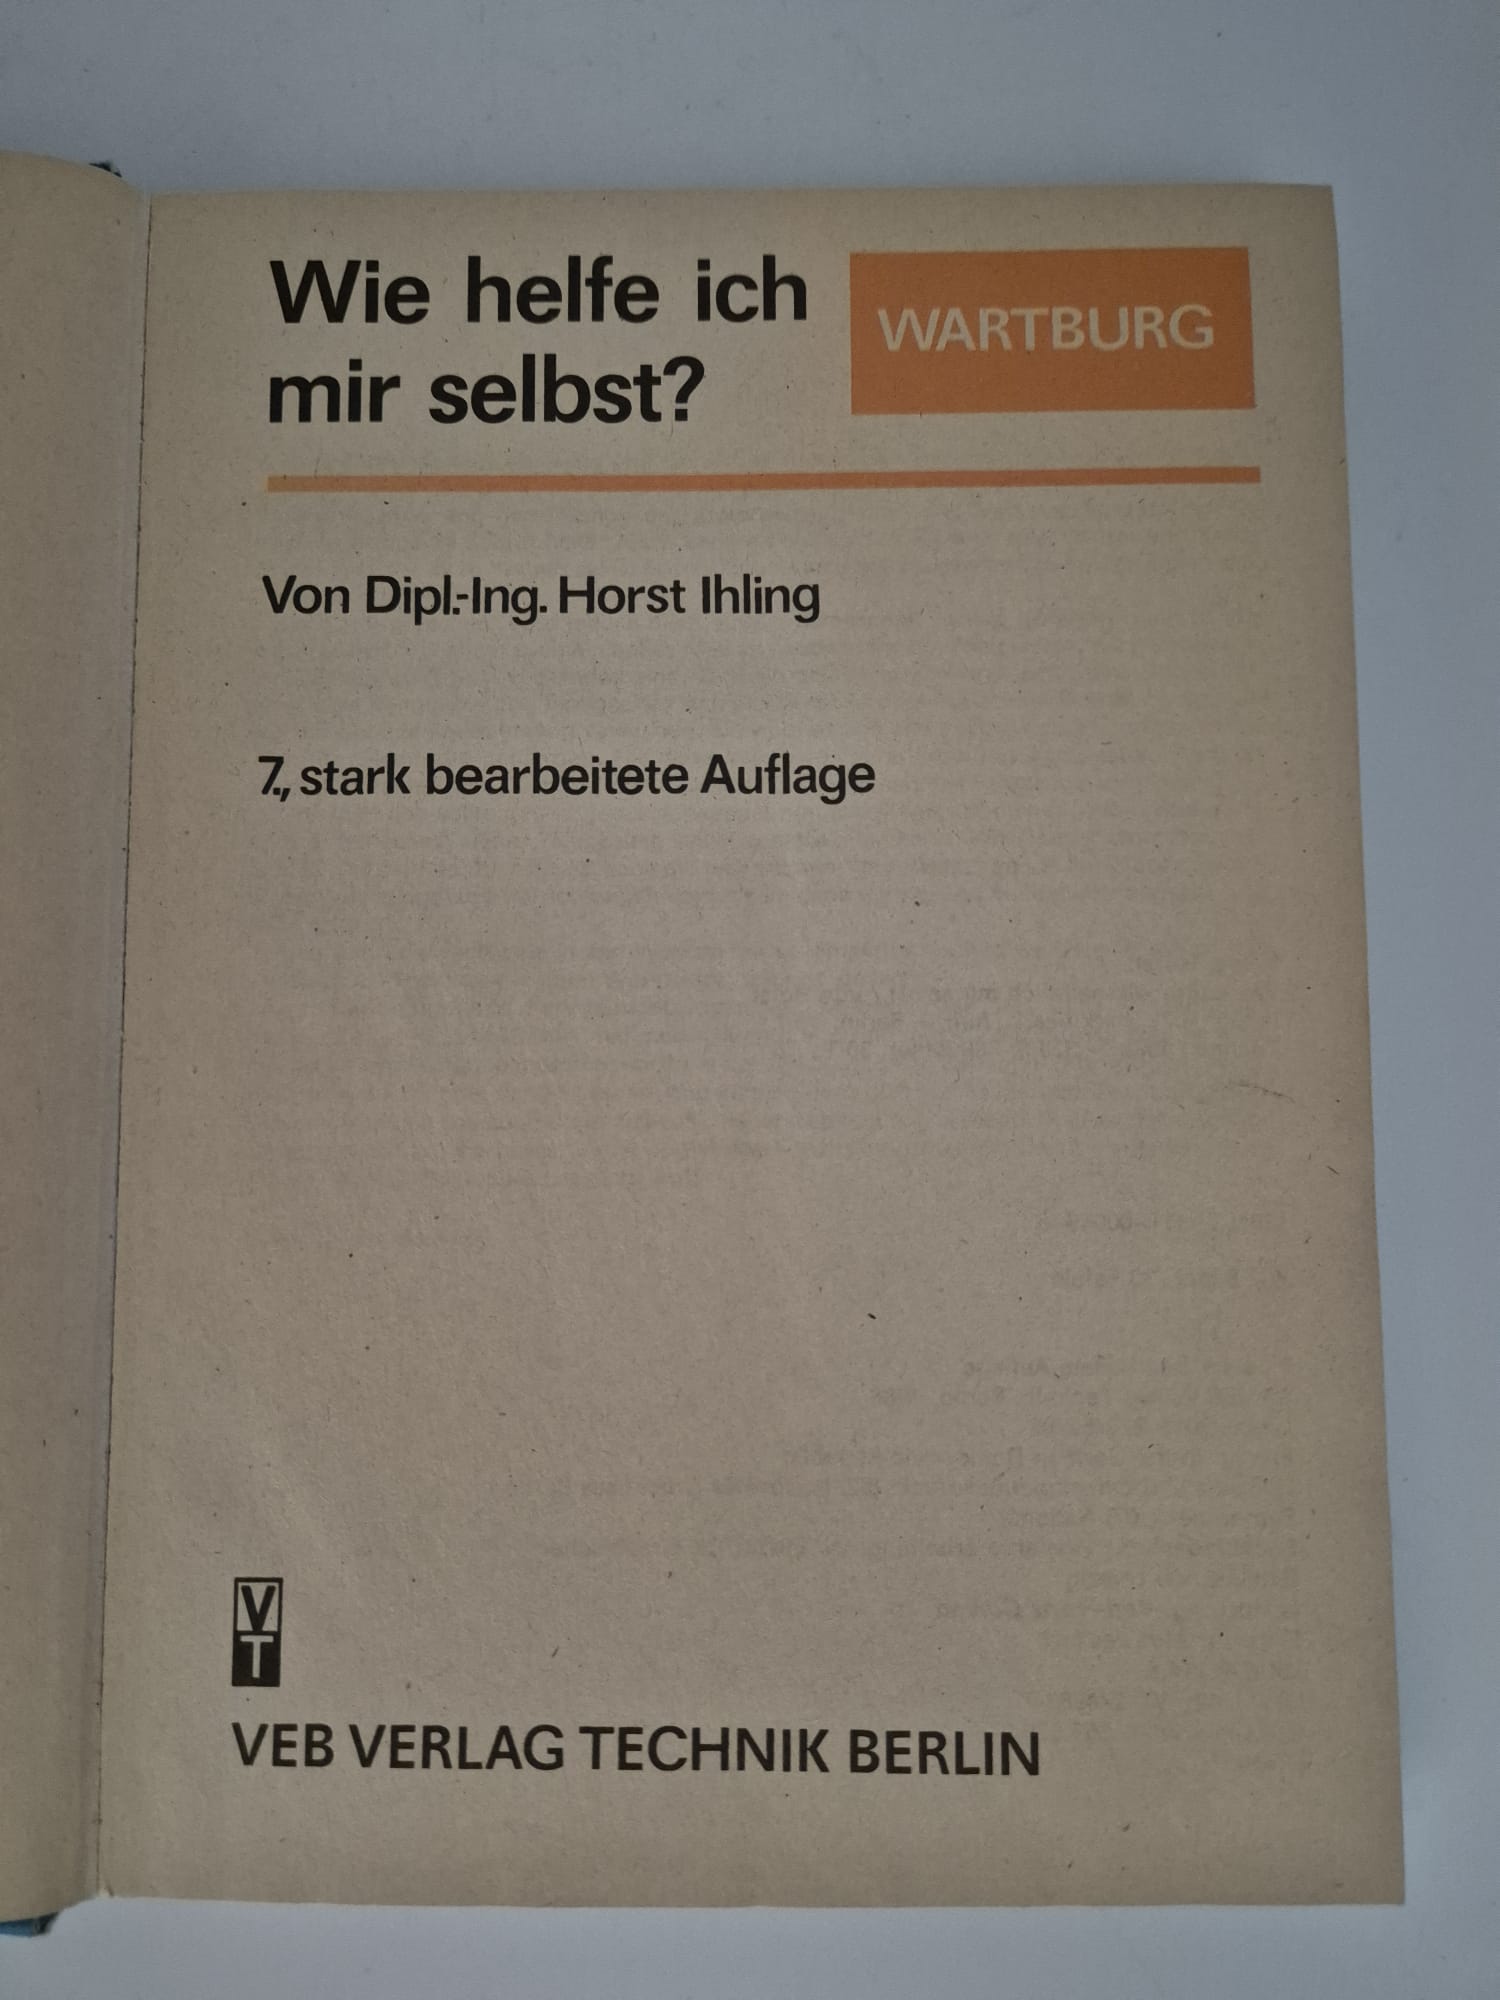 Wie helfe ich
mir selbst?
WARTBURG
Von Dipl.-Ing. Horst Ihling
7., stark bearbeitete Auflage
V
T
VEB VERLAG TECHNIK BERLIN